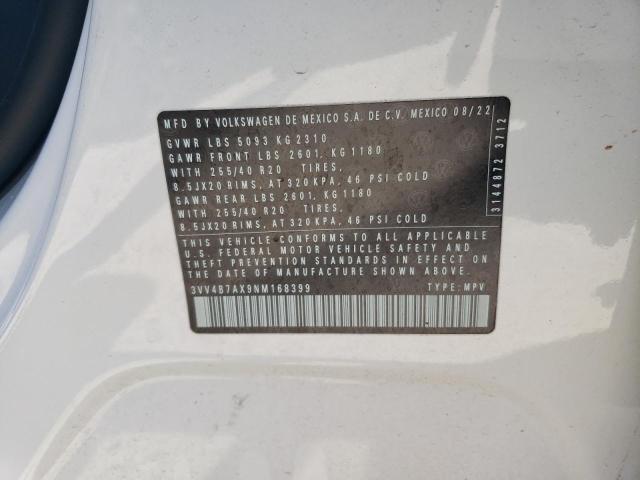 MFD BY VOLKSWAGEN DE MEXICO S.A. DE C.V. MEXICO 08/22
GVWR LBS 5093 KG 2310
GAWR FRONT LBS 2601, KG 1180
WITH 255/40 R20 TIRES,
8.5JX20 RIMS, AT 320 KPA, 46 PSI COLD
GAWR REAR LBS 2601, KG 1180
WITH 255/40 R20 TIRES,
8.5JX20 RIMS, AT 320 KPA, 46 PSI COLD
THIS VEHICLE CONFORMS TO ALL APPLICABLE
U.S. FEDERAL MOTOR VEHICLE SAFETY AND
THEFT PREVENTION STANDARDS IN EFFECT ON
THE DATE OF MANUFACTURE SHOWN ABOVE
3VV4B7AX9NM168399 TYPE: MPV
3144872 3712